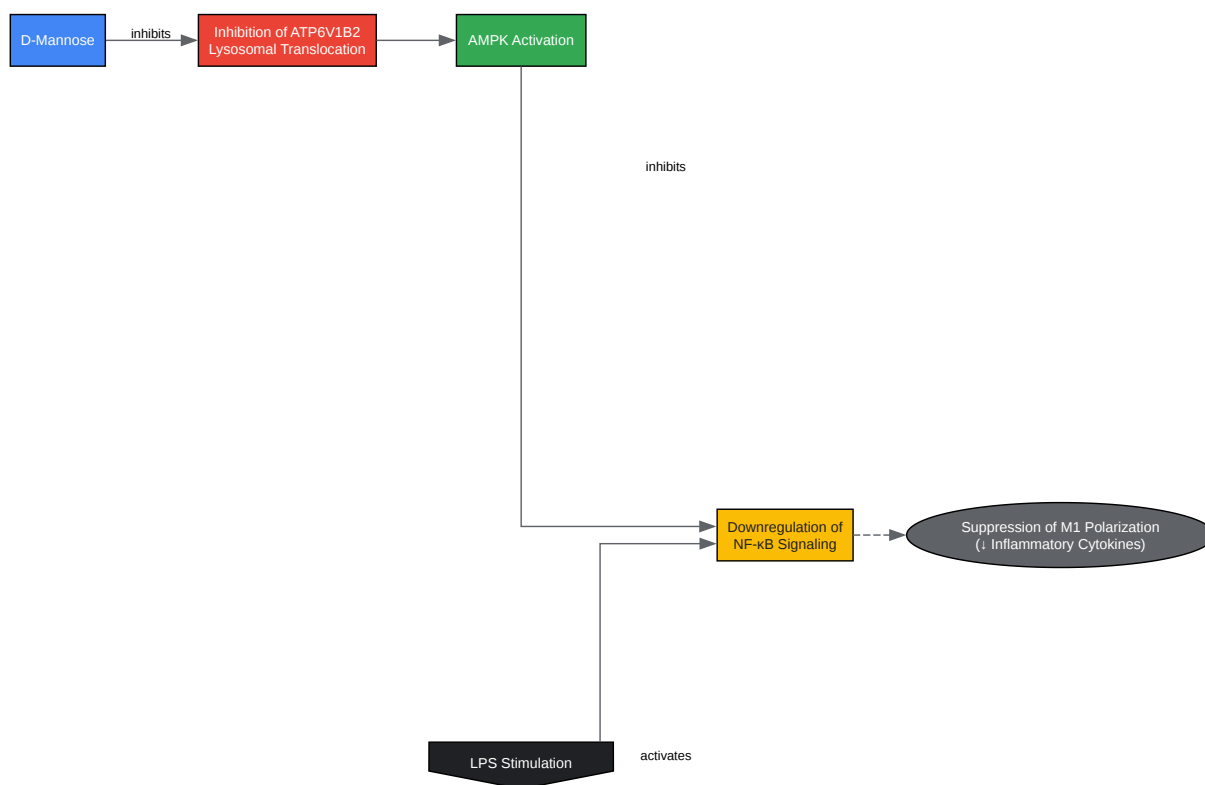 D-Mannose
inhibits
Inhibition of ATP6V1B2
Lysosomal Translocation
AMPK Activation
inhibits
Downregulation of
NF-κB Signaling
Suppression of M1 Polarization
(↓ Inflammatory Cytokines)
LPS Stimulation
activates